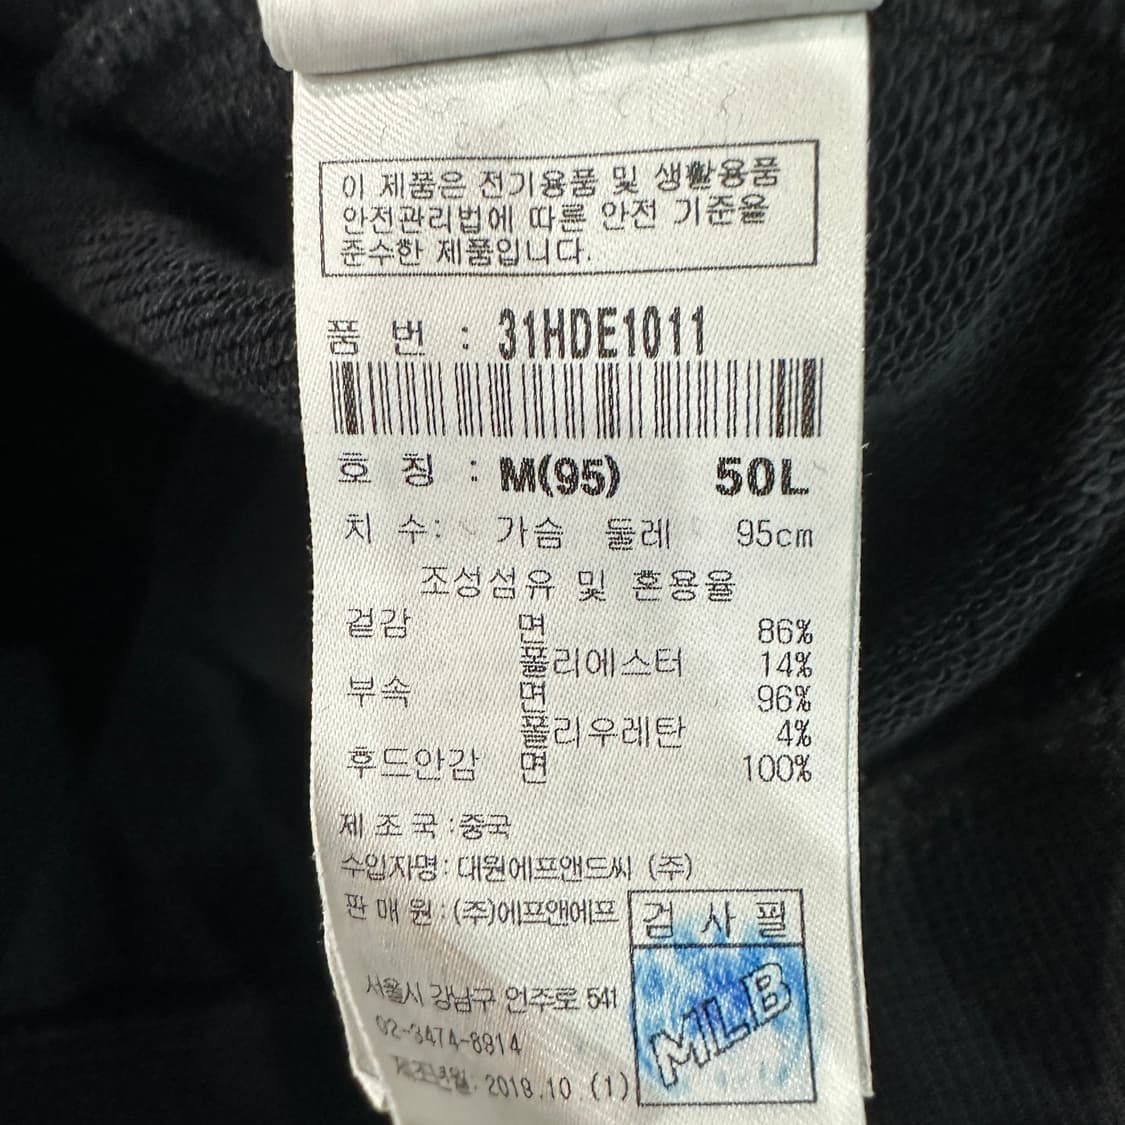 이 제품은 전기용품 및 생활용품
안전관리법에 따른 안전 기준을
준수한 제품입니다.
품 번 : 31HDE1011
호 칭 : M(95) 50L
치 수: 가슴 둘레 95cm
조성섬유 및 혼용율
겉감 면 86%
폴리에스터 14%
부속 면 96%
폴리우레탄 4%
후드안감 면 100%
제 조 국 :중국
수입자명: 대원에프앤드씨 (주)
판 매 원 : (주)에프앤에프
검 사 필
MLB
서울시 강남구 언주로 541
02-3474-8814
제조년월: 2018.10 (1)